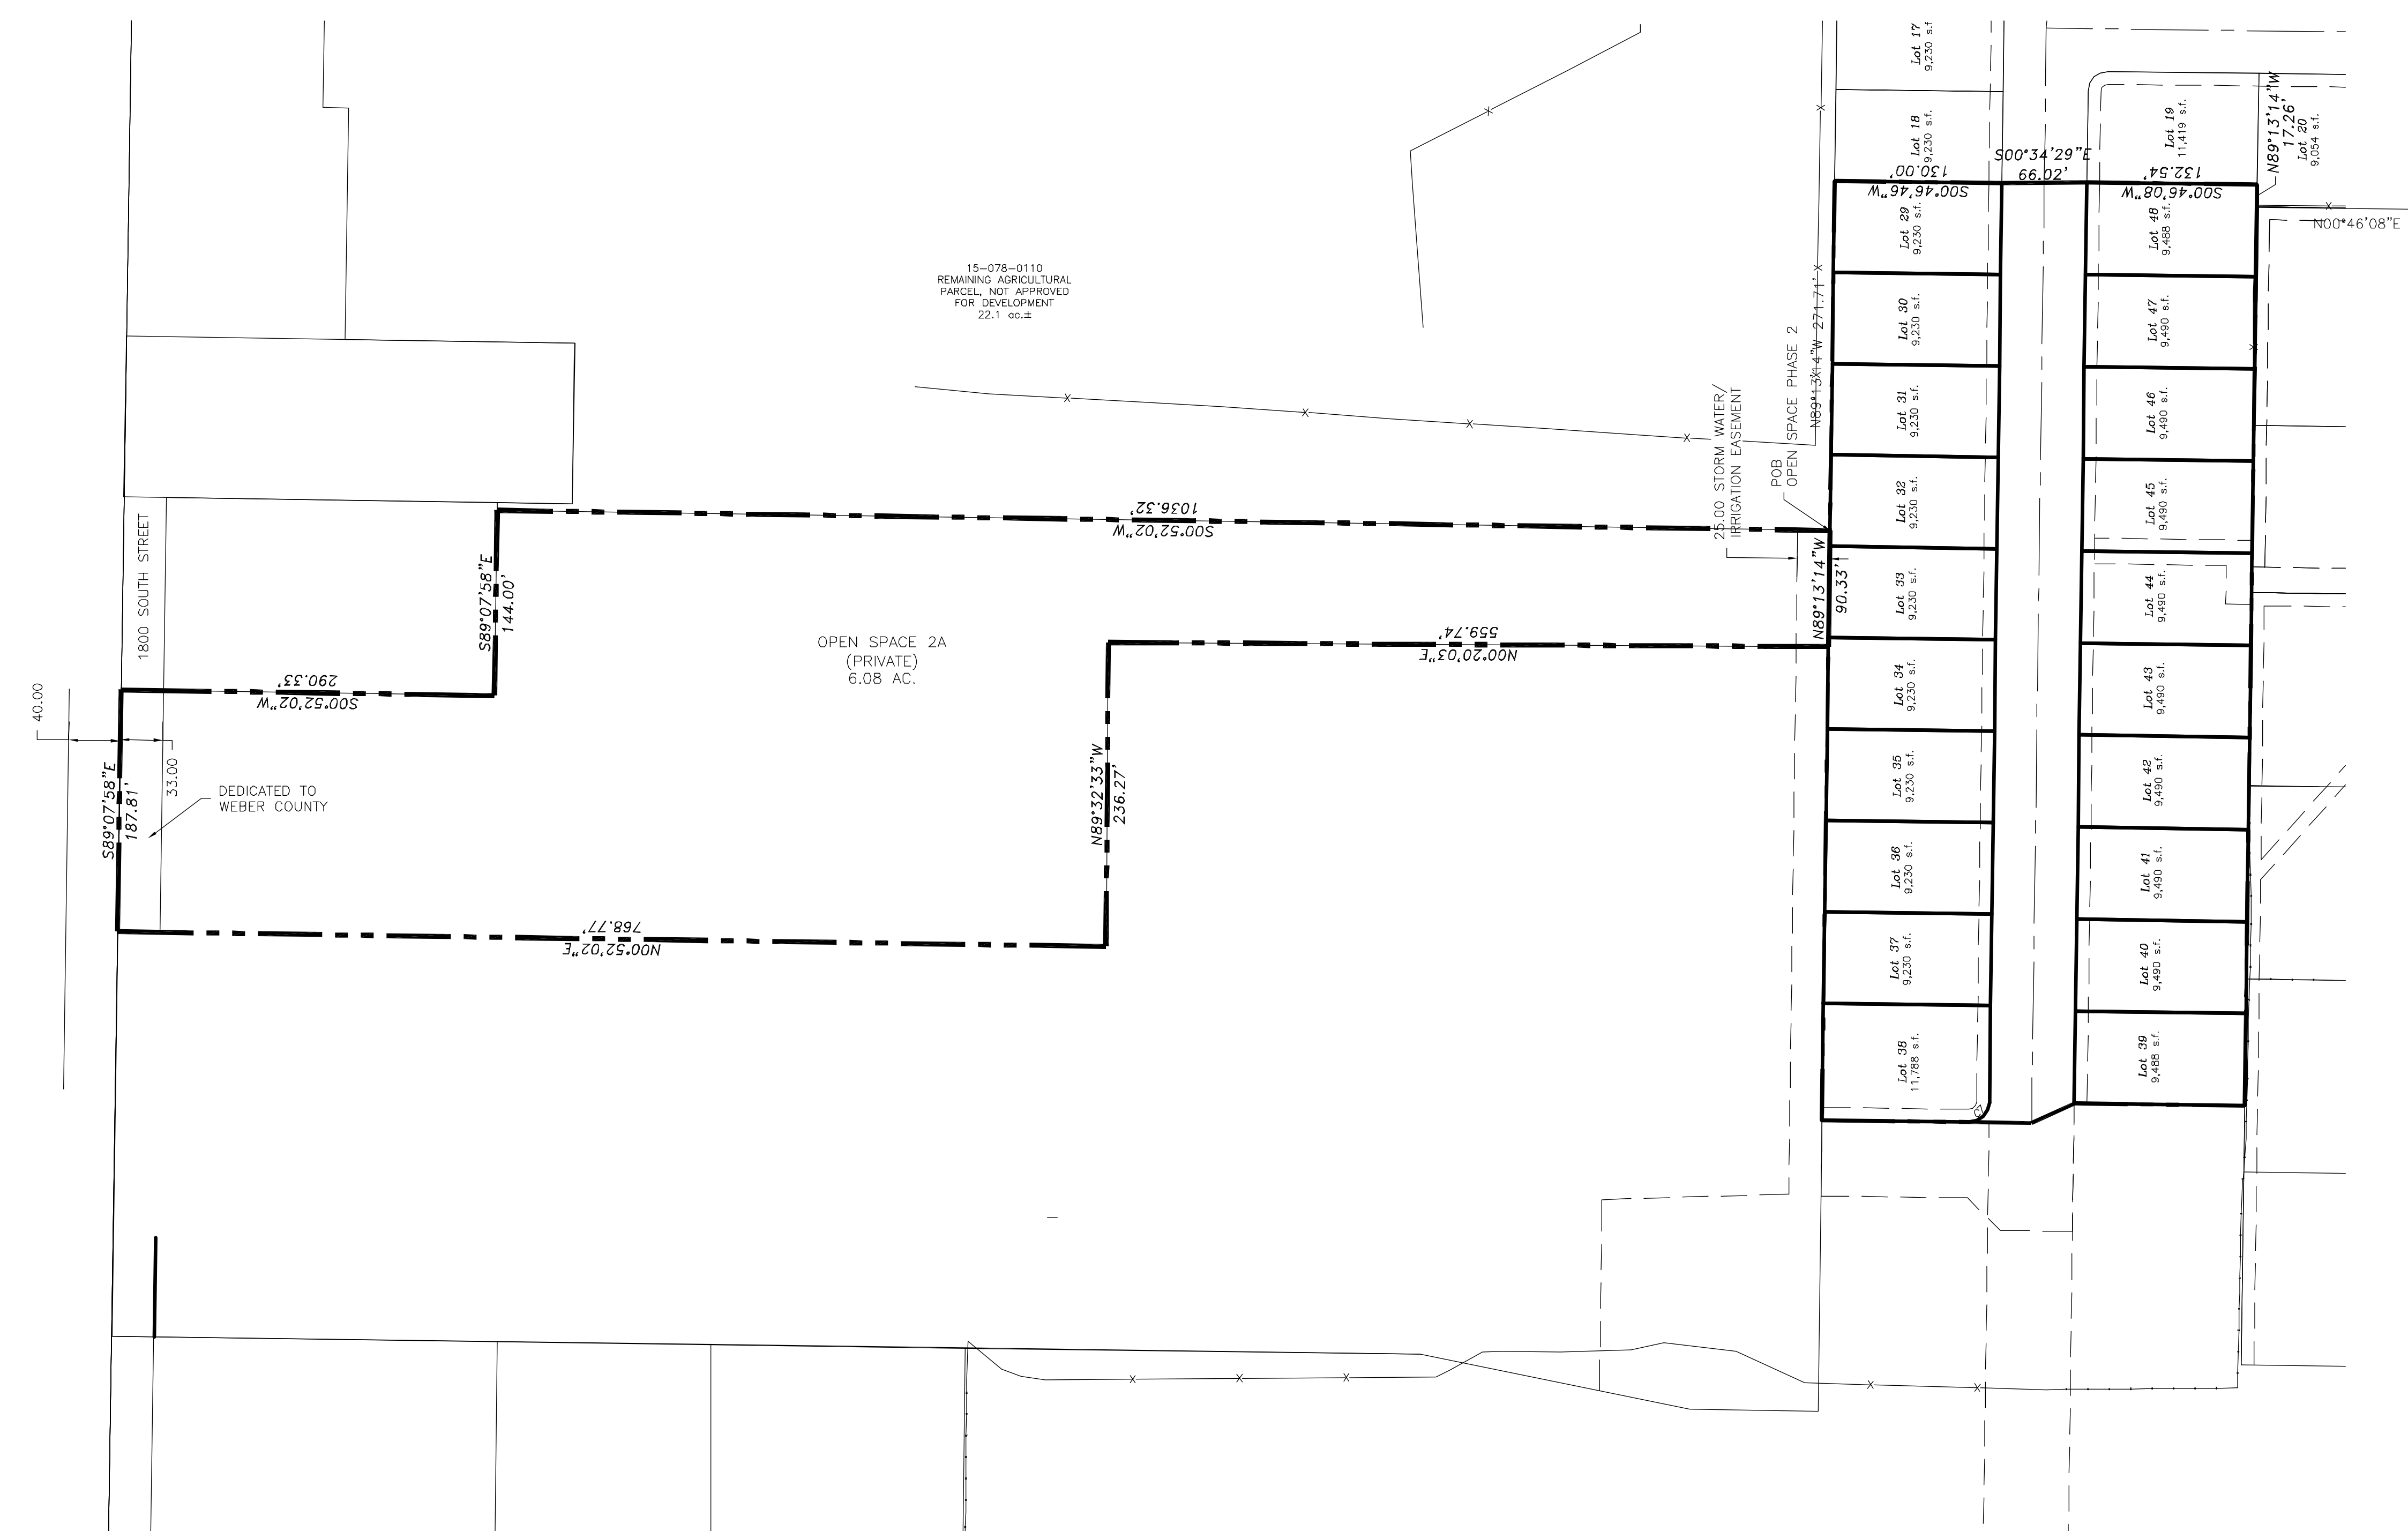 15-078-0110
REMAINING AGRICULTURAL
PARCEL, NOT APPROVED
FOR DEVELOPMENT
22.1 ac.±
1800 SOUTH STREET
40.00
33.00
S89°07'58"E
187.81'
DEDICATED TO
WEBER COUNTY
290.33'
S00°52'02"W
S89°07'58"E
144.00'
1036.32'
S00°52'02"W
OPEN SPACE 2A
(PRIVATE)
6.08 AC.
559.74'
N00°20'03"E
N89°32'33"W
236.27'
768.77'
N00°52'02"E
25.00 STORM WATER/
IRRIGATION EASEMENT
POB
OPEN SPACE PHASE 2
N89°13'14"W 271.71'
N89°13'14"W
90.33'
Lot 17
9,230 s.f.
Lot 18
9,230 s.f.
130.00'
S00°46'46"W
S00°34'29"E
66.02'
Lot 19
11,419 s.f.
132.54'
S00°46'08"W
N89°13'14"W
17.26'
Lot 20
9,054 s.f.
N00°46'08"E
Lot 29
9,230 s.f.
Lot 30
9,230 s.f.
Lot 31
9,230 s.f.
Lot 32
9,230 s.f.
Lot 33
9,230 s.f.
Lot 34
9,230 s.f.
Lot 35
9,230 s.f.
Lot 36
9,230 s.f.
Lot 37
9,230 s.f.
Lot 38
11,788 s.f.
Lot 48
9,488 s.f.
Lot 47
9,490 s.f.
Lot 46
9,490 s.f.
Lot 45
9,490 s.f.
Lot 44
9,490 s.f.
Lot 43
9,490 s.f.
Lot 42
9,490 s.f.
Lot 41
9,490 s.f.
Lot 40
9,490 s.f.
Lot 39
9,488 s.f.